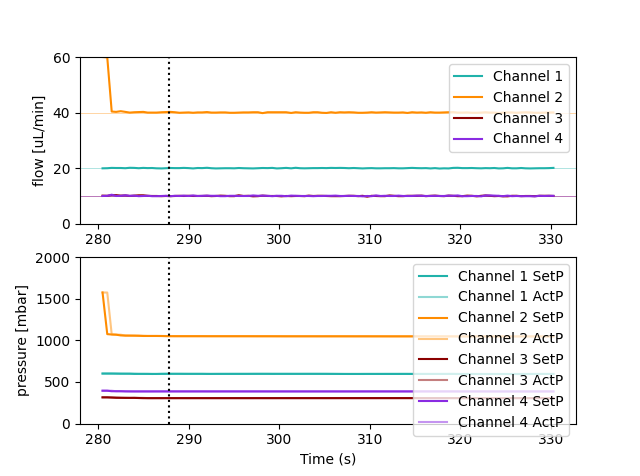 60
40
20
0
flow [uL/min]
Channel 1
Channel 2
Channel 3
Channel 4
280 290 300 310 320 330
2000
1500
1000
500
0
pressure [mbar]
Channel 1 SetP
Channel 1 ActP
Channel 2 SetP
Channel 2 ActP
Channel 3 SetP
Channel 3 ActP
Channel 4 SetP
Channel 4 ActP
280 290 300 310 320 330
Time (s)